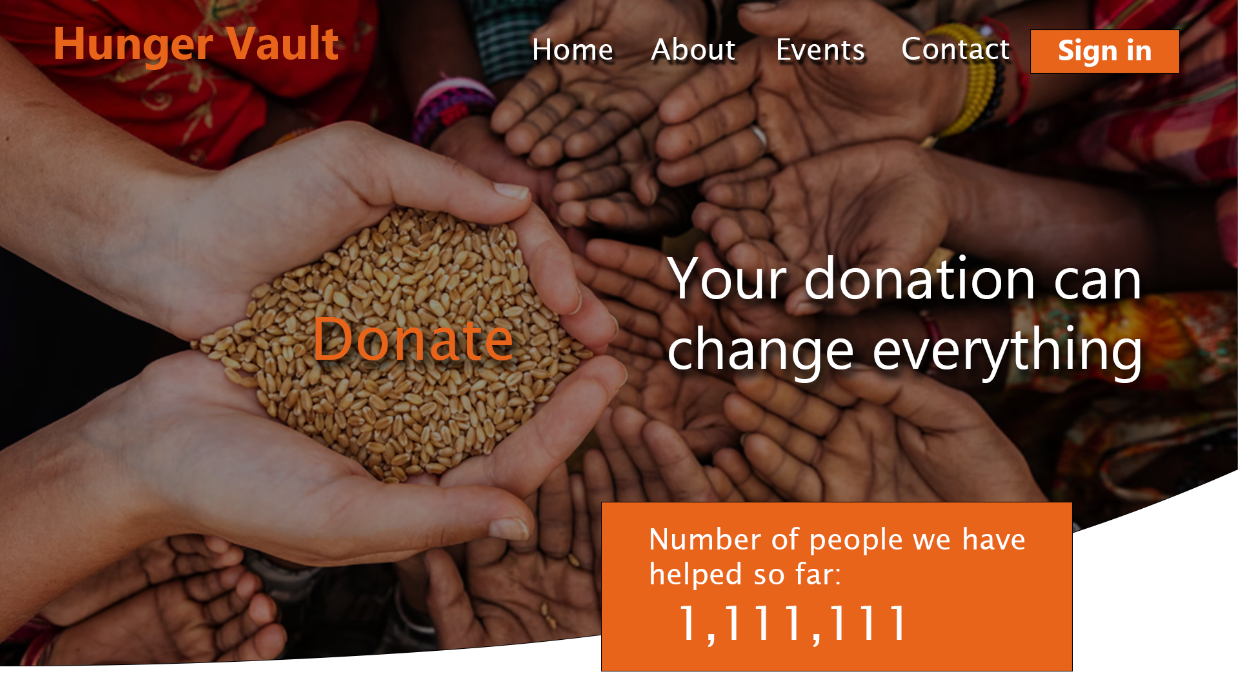 Hunger Vault
Home About Events Contact Sign in
Donate
Your donation can
change everything
Number of people we have
helped so far:
1,111,111